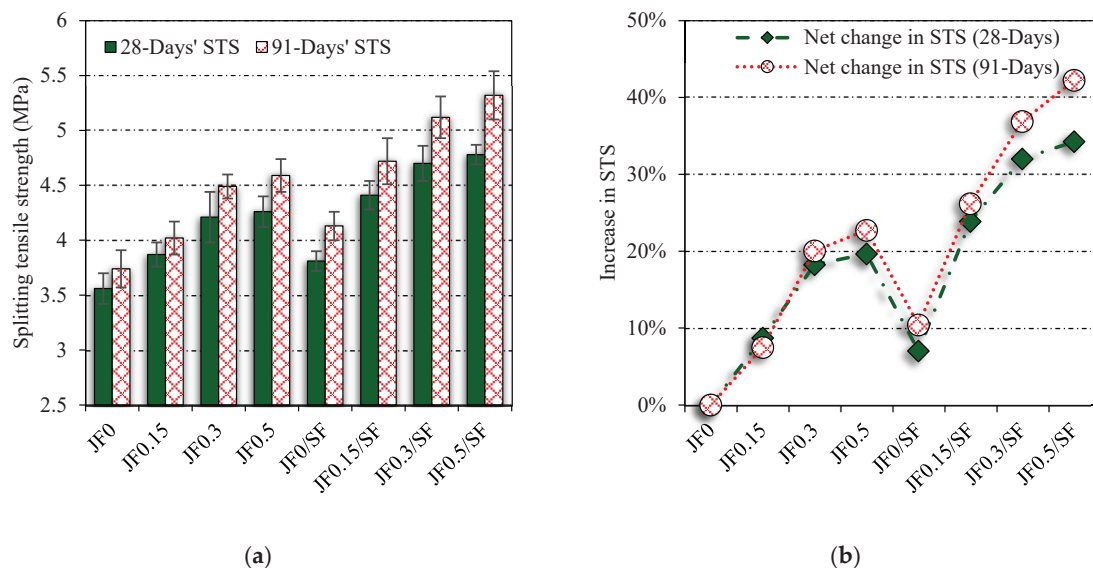 28-Days' STS
91-Days' STS
Splitting tensile strength (MPa)
6
5.5
5
4.5
4
3.5
3
2.5
JF0
JF0.15
JF0.3
JF0.5
JF0/SF
JF0.15/SF
JF0.3/SF
JF0.5/SF
(a)
Net change in STS (28-Days)
Net change in STS (91-Days)
Increase in STS
50%
40%
30%
20%
10%
0%
JF0
JF0.15
JF0.3
JF0.5
JF0/SF
JF0.15/SF
JF0.3/SF
JF0.5/SF
(b)